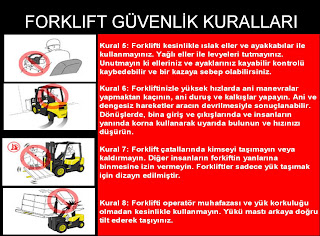 FORKLIFT GÜVENLİK KURALLARI
Kural 5: Forklifti kesinlikle ıslak eller ve ayakkabılar ile
kullanmayınız. Yağlı eller ile levyeleri tutmayınız.
Unutmayın ki elleriniz ve ayaklarınız kayabilir kontrolü
kaybedebilir ve bir kazaya sebep olabilirsiniz.
Kural 6: Forkliftinizle yüksek hızlarda ani manevralar
yapmaktan kaçının, ani duruş ve kalkışlar yapayın. Ani ve
dengesiz hareketler aracın devrilmesiyle sonuçlanabilir.
Dönüşlerde, bina giriş ve çıkışlarında ve insanların
yanında korna kullanarak uyarıda bulunun ve hızınızı
düşürün.
Kural 7: Forklift çatallarında kimseyi taşımayın veya
kaldırmayın. Diğer insanların forkliftin yanlarına
binmesine izin vermeyin. Forkliftler sadece yük taşımak
için dizayn edilmiştir.
Kural 8: Forklifti operatör muhafazası ve yük korkuluğu
olmadan kesinlikle kullanmayın. Yükü mastı arkaya doğru
tilt ederek taşıyınız.